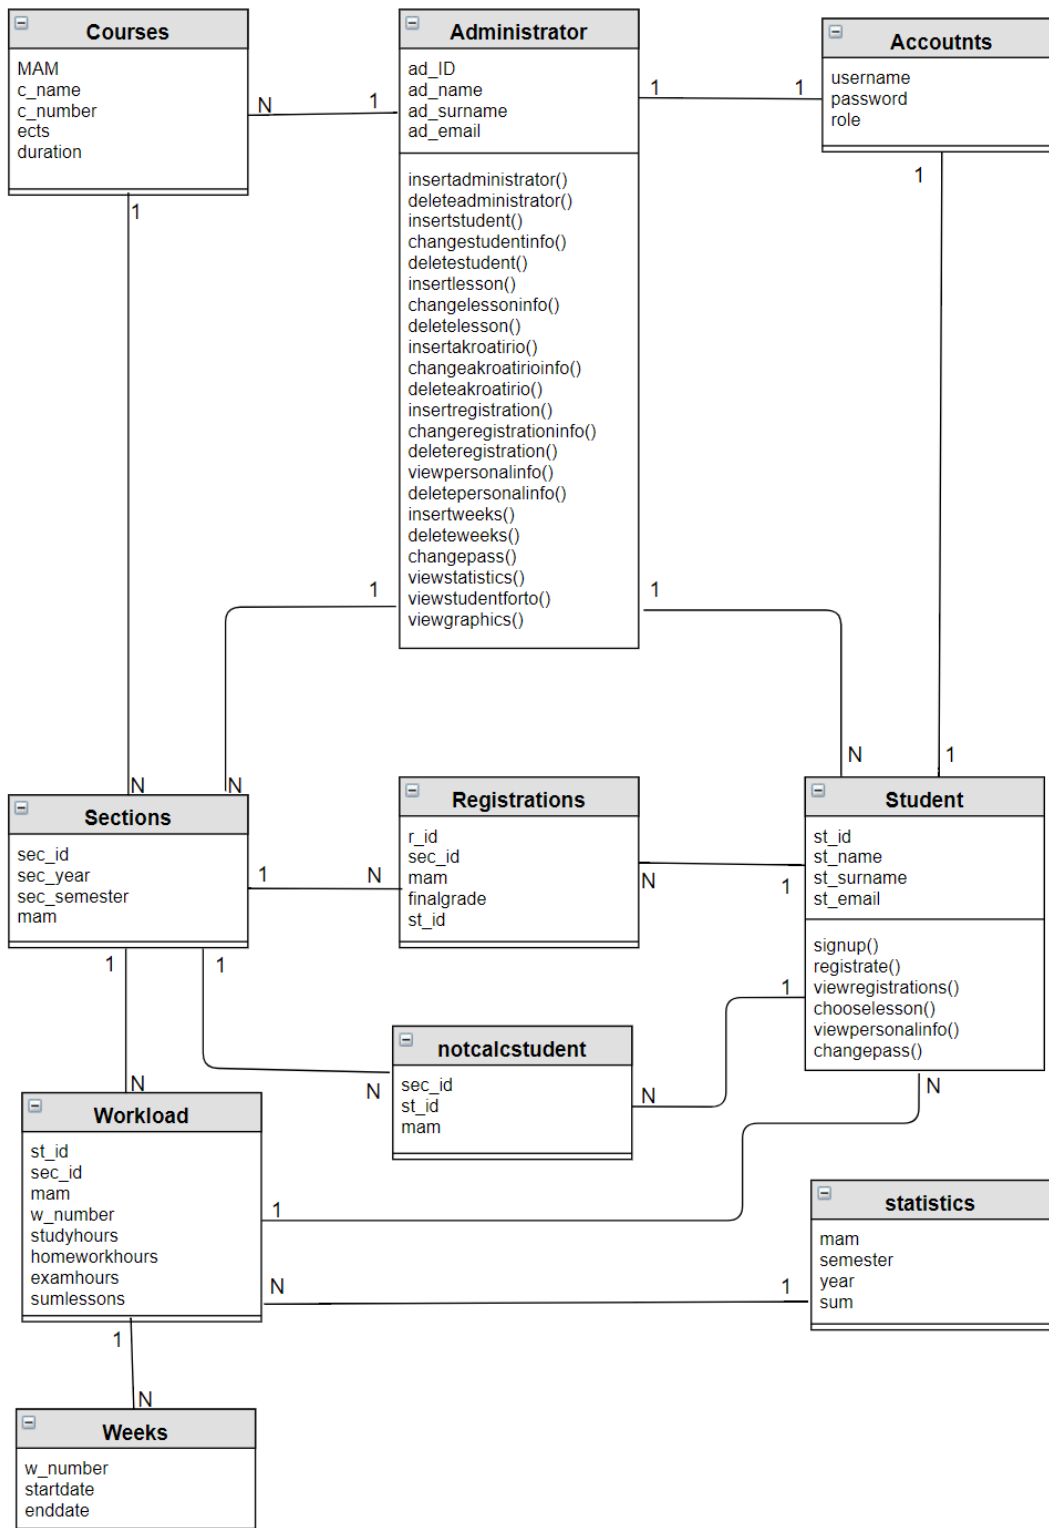 Courses
MAM
c_name
c_number
ects
duration
N
1
Administrator
ad_ID
ad_name
ad_surname
ad_email
insertadministrator()
deleteadministrator()
insertstudent()
changestudentinfo()
deletestudent()
insertlesson()
changelessoninfo()
deletelesson()
insertakroatirio()
changeakroatirioinfo()
deleteakroatirio()
insertregistration()
changeregistrationinfo()
deleteregistration()
viewpersonalinfo()
deletepersonalinfo()
insertweeks()
deleteweeks()
changepass()
viewstatistics()
viewstudentforto()
viewgraphics()
1
1
Accoutnts
username
password
role
1
1
1
1
N
N
N
1
Sections
sec_id
sec_year
sec_semester
mam
1
N
Registrations
r_id
sec_id
mam
finalgrade
st_id
N
1
Student
st_id
st_name
st_surname
st_email
signup()
registrate()
viewregistrations()
chooselesson()
viewpersonalinfo()
changepass()
1
1
1
N
notcalcstudent
sec_id
st_id
mam
N
N
N
Workload
st_id
sec_id
mam
w_number
studyhours
homeworkhours
examhours
sumlessons
1
N
1
statistics
mam
semester
year
sum
1
N
Weeks
w_number
startdate
enddate